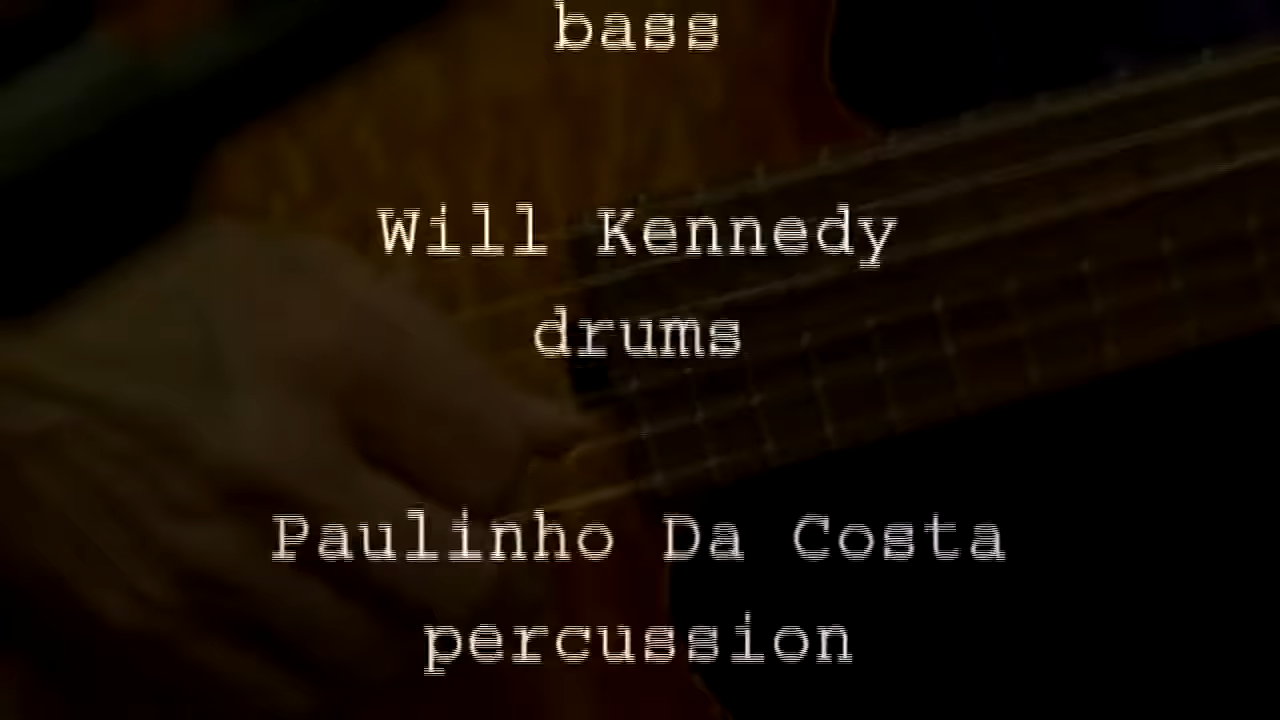 bass
Will Kennedy
drums
Paulinho Da Costa
percussion